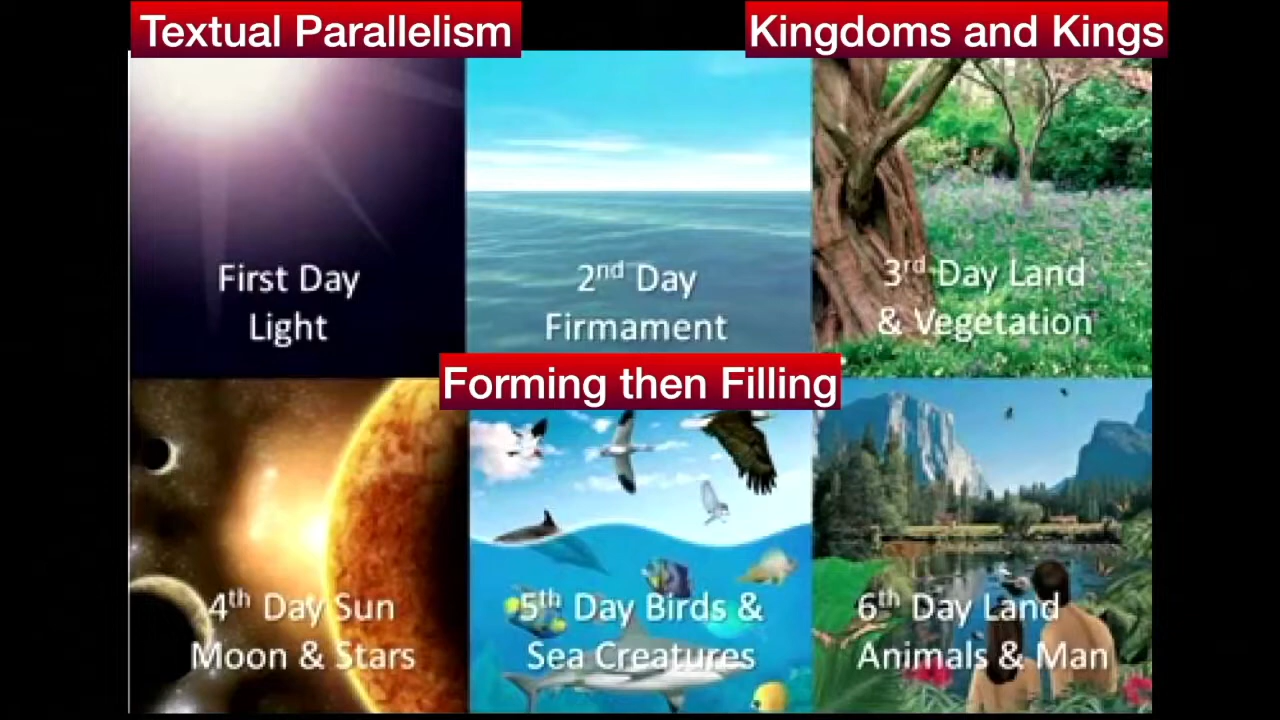 Textual Parallelism
Kingdoms and Kings
First Day
Light
2nd Day
Firmament
3rd Day Land
& Vegetation
Forming then Filling
4th Day Sun
Moon & Stars
5th Day Birds &
Sea Creatures
6th Day Land
Animals & Man